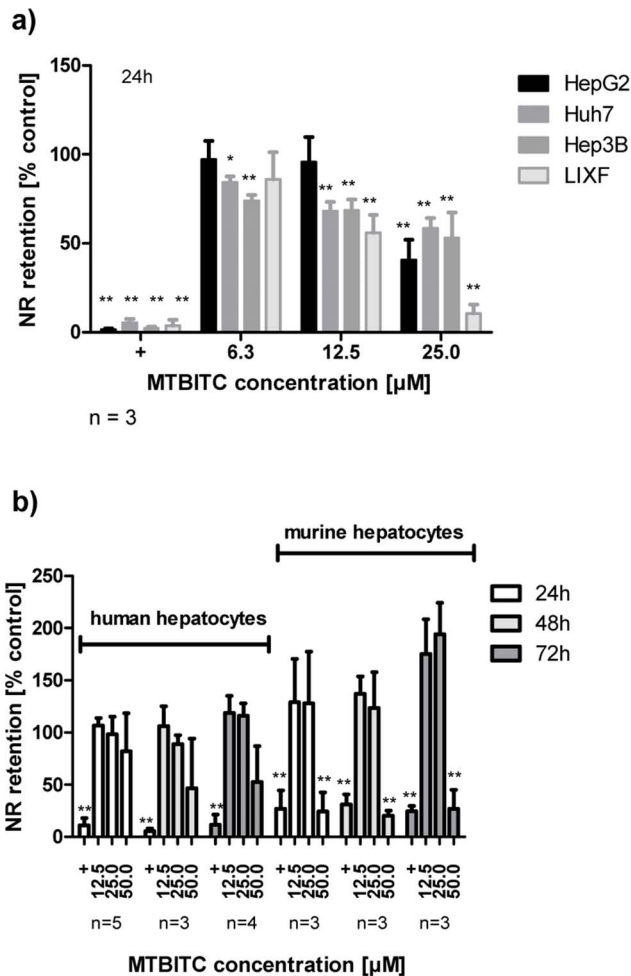 a)
150
24h
HepG2
Huh7
Hep3B
LIXF
NR retention [% control]
100
*
**
**
**
**
**
**
**
50
**
**
**
**
**
**
0
+
6.3
12.5
25.0
MTBITC concentration [µM]
n = 3
b)
murine hepatocytes
250
24h
48h
72h
human hepatocytes
NR retention [% control]
200
150
100
50
**
**
**
**
**
**
**
**
**
0
+ 12.5 25.0 50.0 + 12.5 25.0 50.0 + 12.5 25.0 50.0 + 12.5 25.0 50.0 + 12.5 25.0 50.0 + 12.5 25.0 50.0
n=5 n=3 n=4 n=3 n=3 n=3
MTBITC concentration [µM]